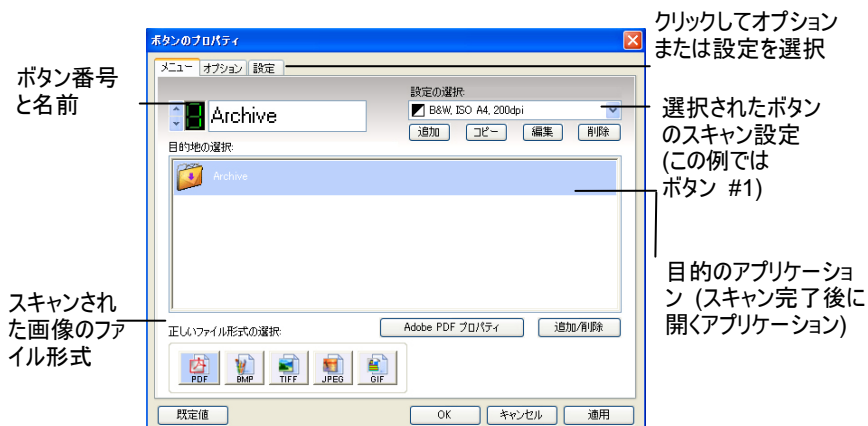 クリックしてオプション
または設定を選択
ボタンのプロパティ
メニュー オプション 設定
ボタン番号
と名前
Archive
設定の選択:
B&W, ISO A4, 200dpi
追加 コピー 編集 削除
選択されたボタン
のスキャン設定
(この例では
ボタン #1)
目的地の選択:
Archive
目的のアプリケーショ
ン (スキャン完了後に
開くアプリケーション)
スキャンされ
た画像のファ
イル形式
正しいファイル形式の選択:
Adobe PDF プロパティ 追加/削除
PDF BMP TIFF JPEG GIF
既定値 OK キャンセル 適用